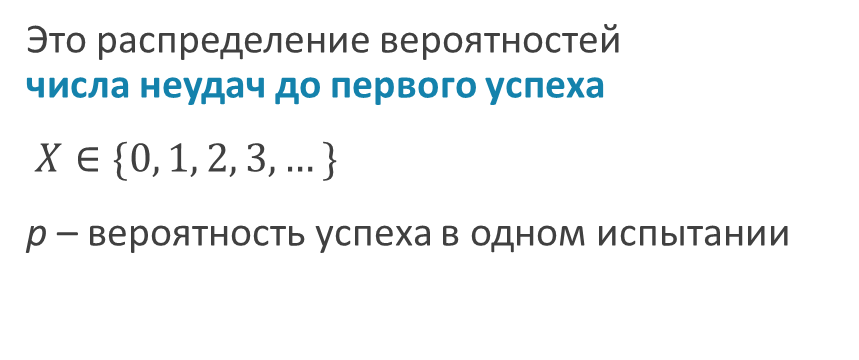 Это распределение вероятностей
числа неудач до первого успеха
X ∈ {0, 1, 2, 3, … }
p – вероятность успеха в одном испытании